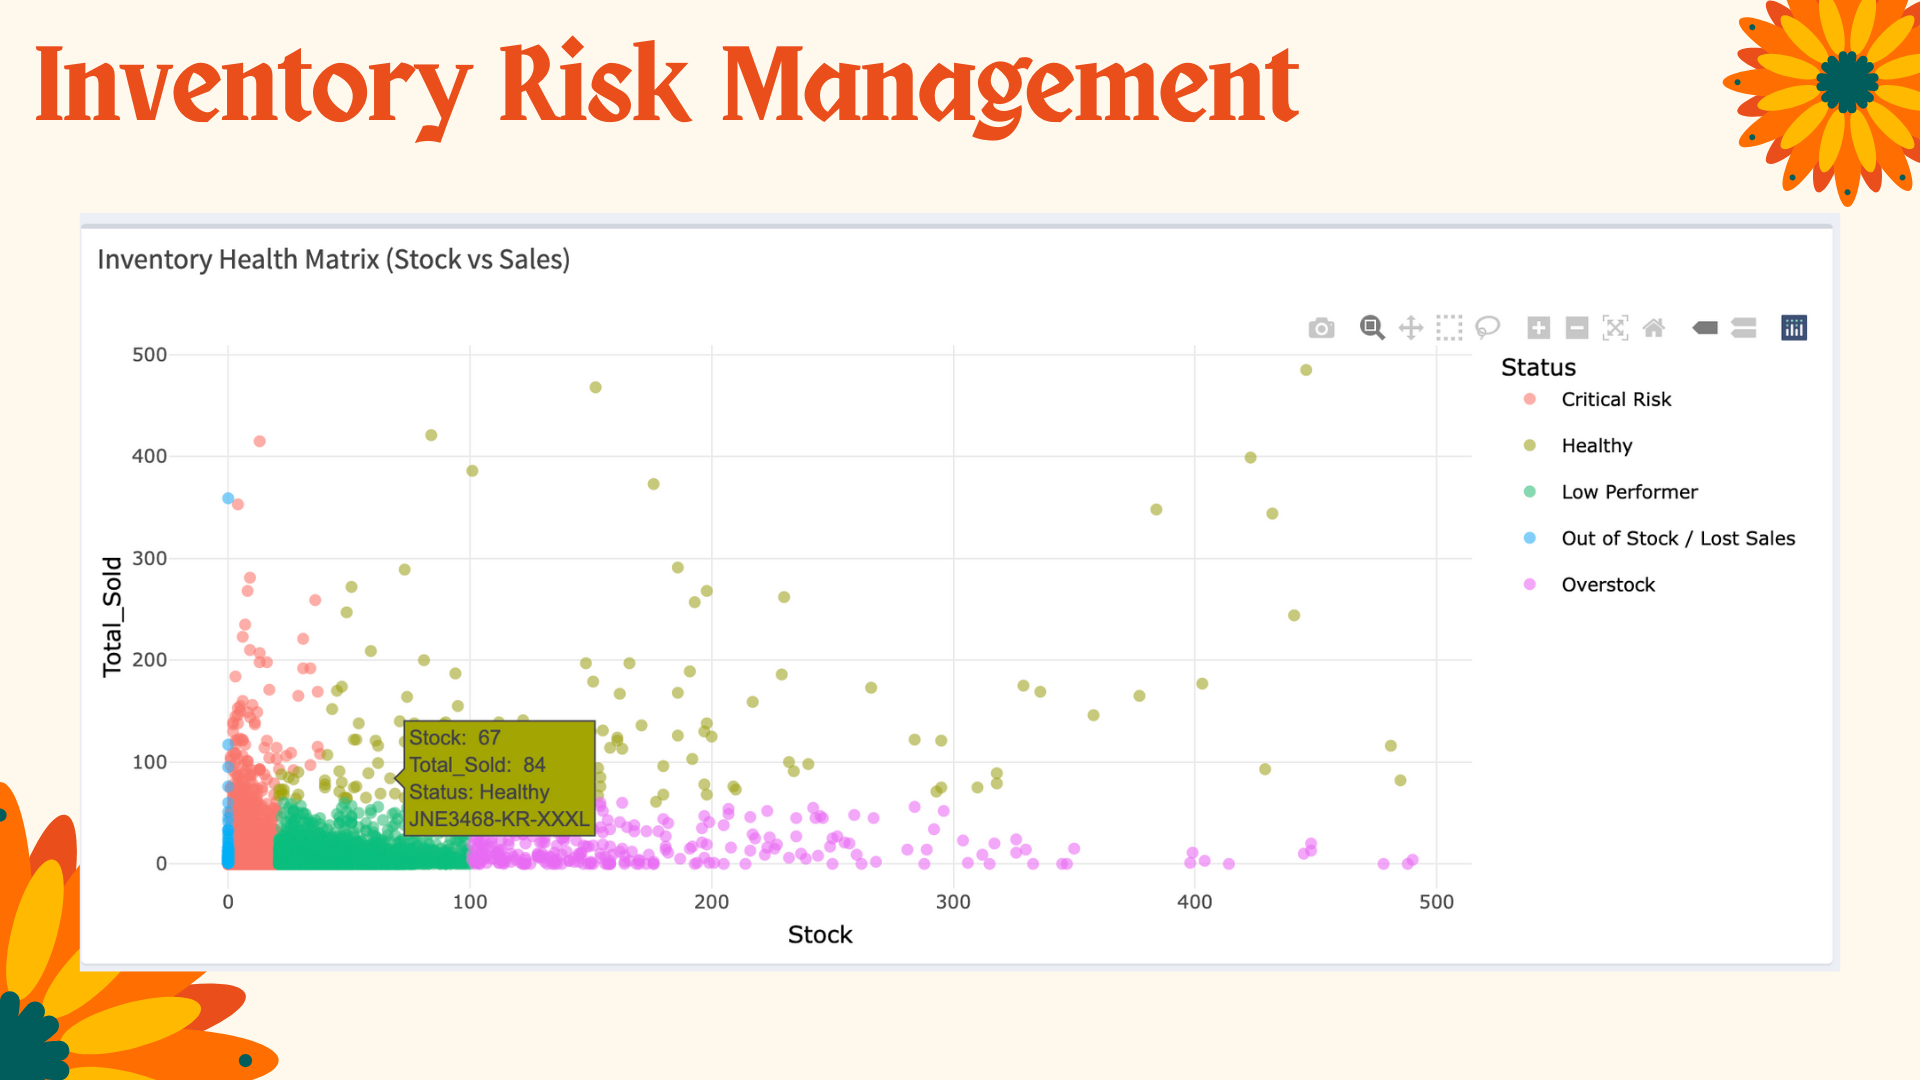 Inventory Risk Management
Inventory Health Matrix (Stock vs Sales)
Status
Critical Risk
Healthy
Low Performer
Out of Stock / Lost Sales
Overstock
Total_Sold
500
400
300
200
100
0
Stock: 67
Total_Sold: 84
Status: Healthy
JNE3468-KR-XXXL
0 100 200 300 400 500
Stock